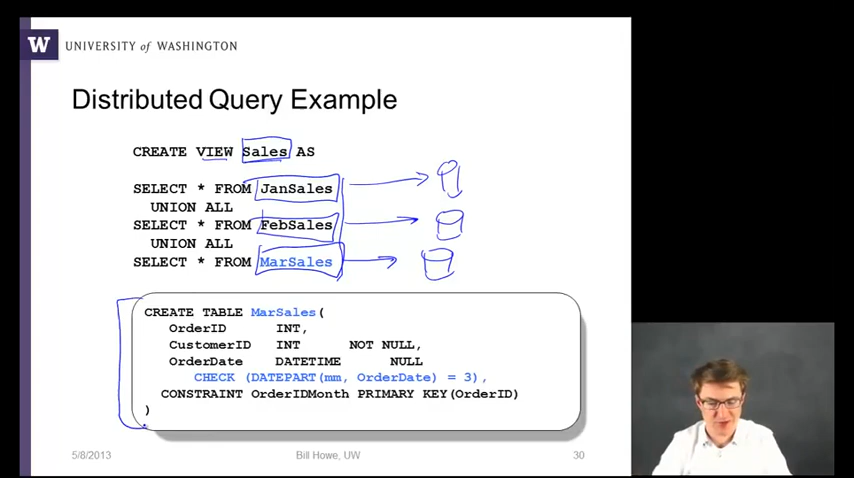 W UNIVERSITY of WASHINGTON
Distributed Query Example
CREATE VIEW Sales AS
SELECT * FROM JanSales
UNION ALL
SELECT * FROM FebSales
UNION ALL
SELECT * FROM MarSales
CREATE TABLE MarSales(
OrderID INT,
CustomerID INT NOT NULL,
OrderDate DATETIME NULL
CHECK (DATEPART(mm, OrderDate) = 3),
CONSTRAINT OrderIDMonth PRIMARY KEY(OrderID)
)
5/8/2013 Bill Howe, UW 30